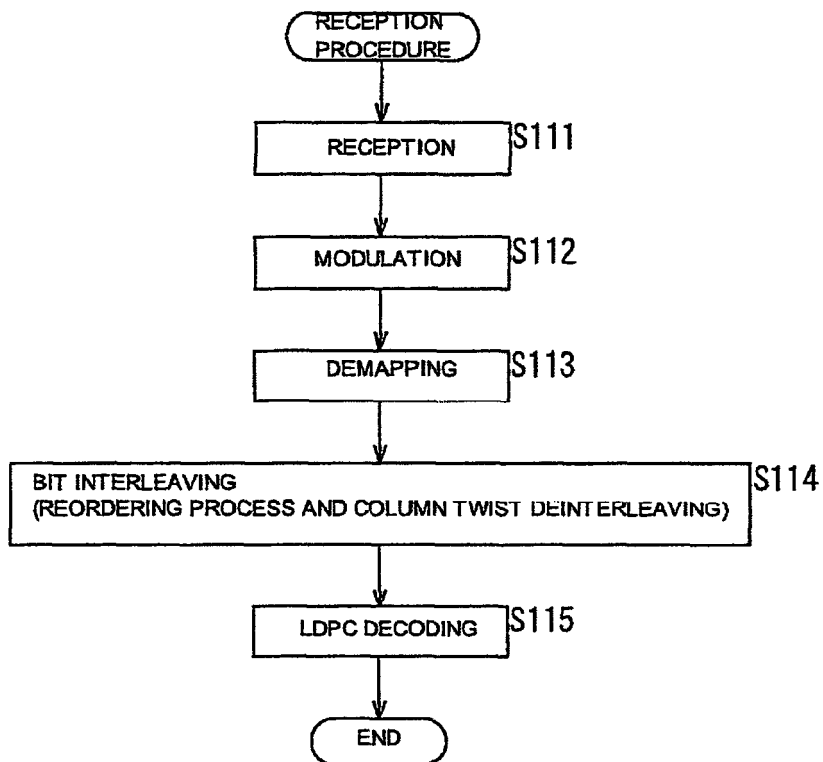 RECEPTION
PROCEDURE
RECEPTION
S111
MODULATION
S112
DEMAPPING
S113
BIT INTERLEAVING
(REORDERING PROCESS AND COLUMN TWIST DEINTERLEAVING)
S114
LDPC DECODING
S115
END